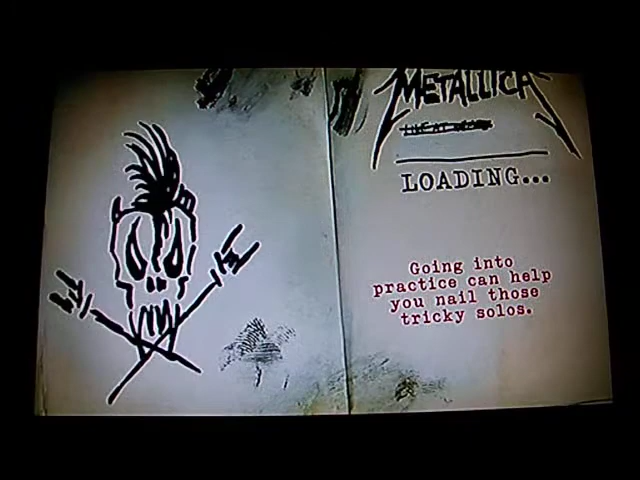 METALLICA
LOADING...
Going into
practice can help
you nail those
tricky solos.